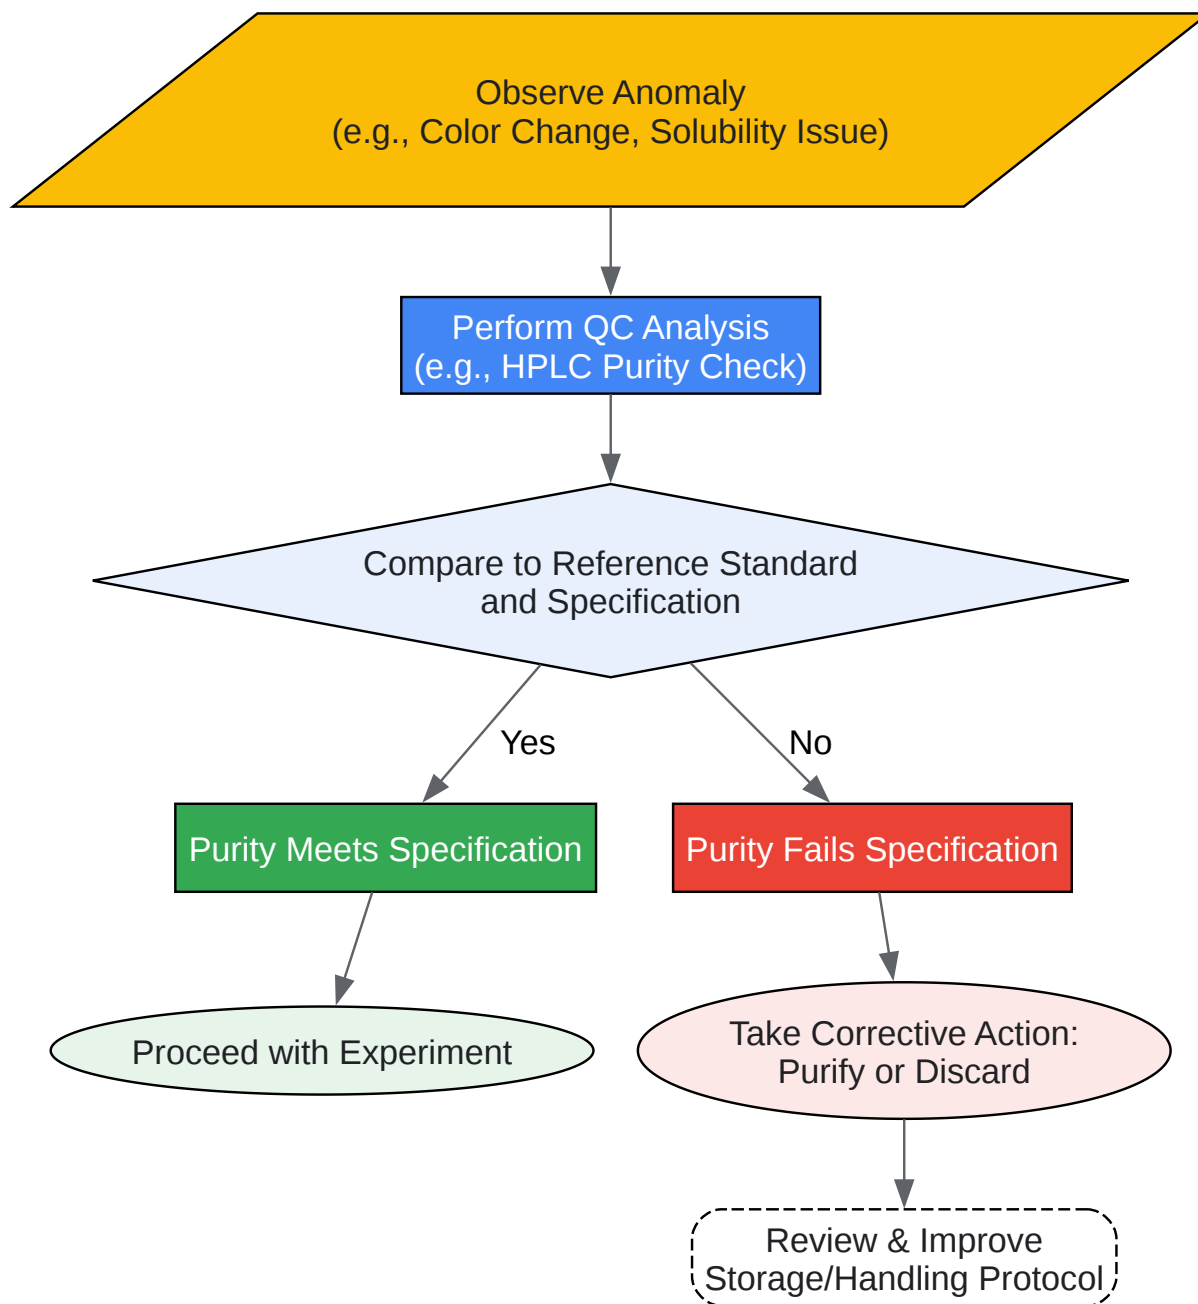 Observe Anomaly
(e.g., Color Change, Solubility Issue)
Perform QC Analysis
(e.g., HPLC Purity Check)
Compare to Reference Standard
and Specification
Yes
No
Purity Meets Specification
Purity Fails Specification
Proceed with Experiment
Take Corrective Action:
Purify or Discard
Review & Improve
Storage/Handling Protocol